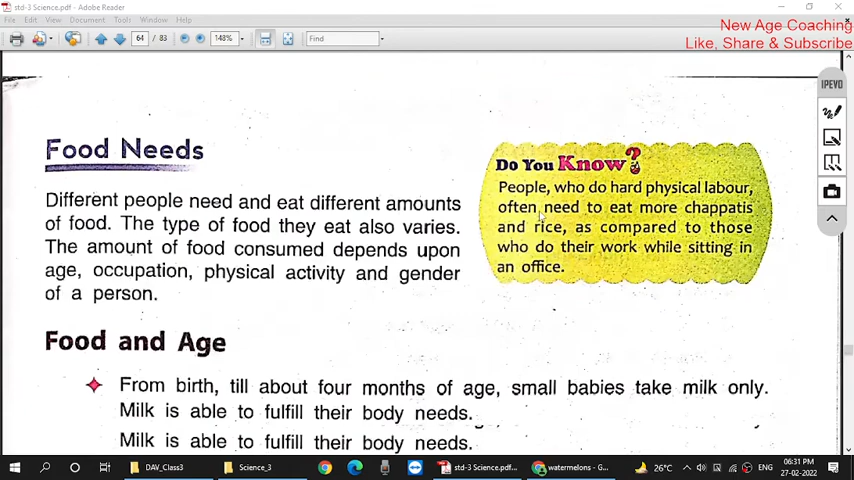 std-3 Science.pdf - Adobe Reader
File Edit View Document Tools Window Help
New Age Coaching
Like, Share & Subscribe
64 / 83 148% Find
IPEVO
Food Needs
Different people need and eat different amounts
of food. The type of food they eat also varies.
The amount of food consumed depends upon
age, occupation, physical activity and gender
of a person.
Do You Know?
People, who do hard physical labour,
often need to eat more chappatis
and rice, as compared to those
who do their work while sitting in
an office.
Food and Age
From birth, till about four months of age, small babies take milk only.
Milk is able to fulfill their body needs.
Milk is able to fulfill their body needs.
DAV_Class3 Science_3 std-3 Science.pdf... watermelons - G... 26°C ENG 06:31 PM
27-02-2022